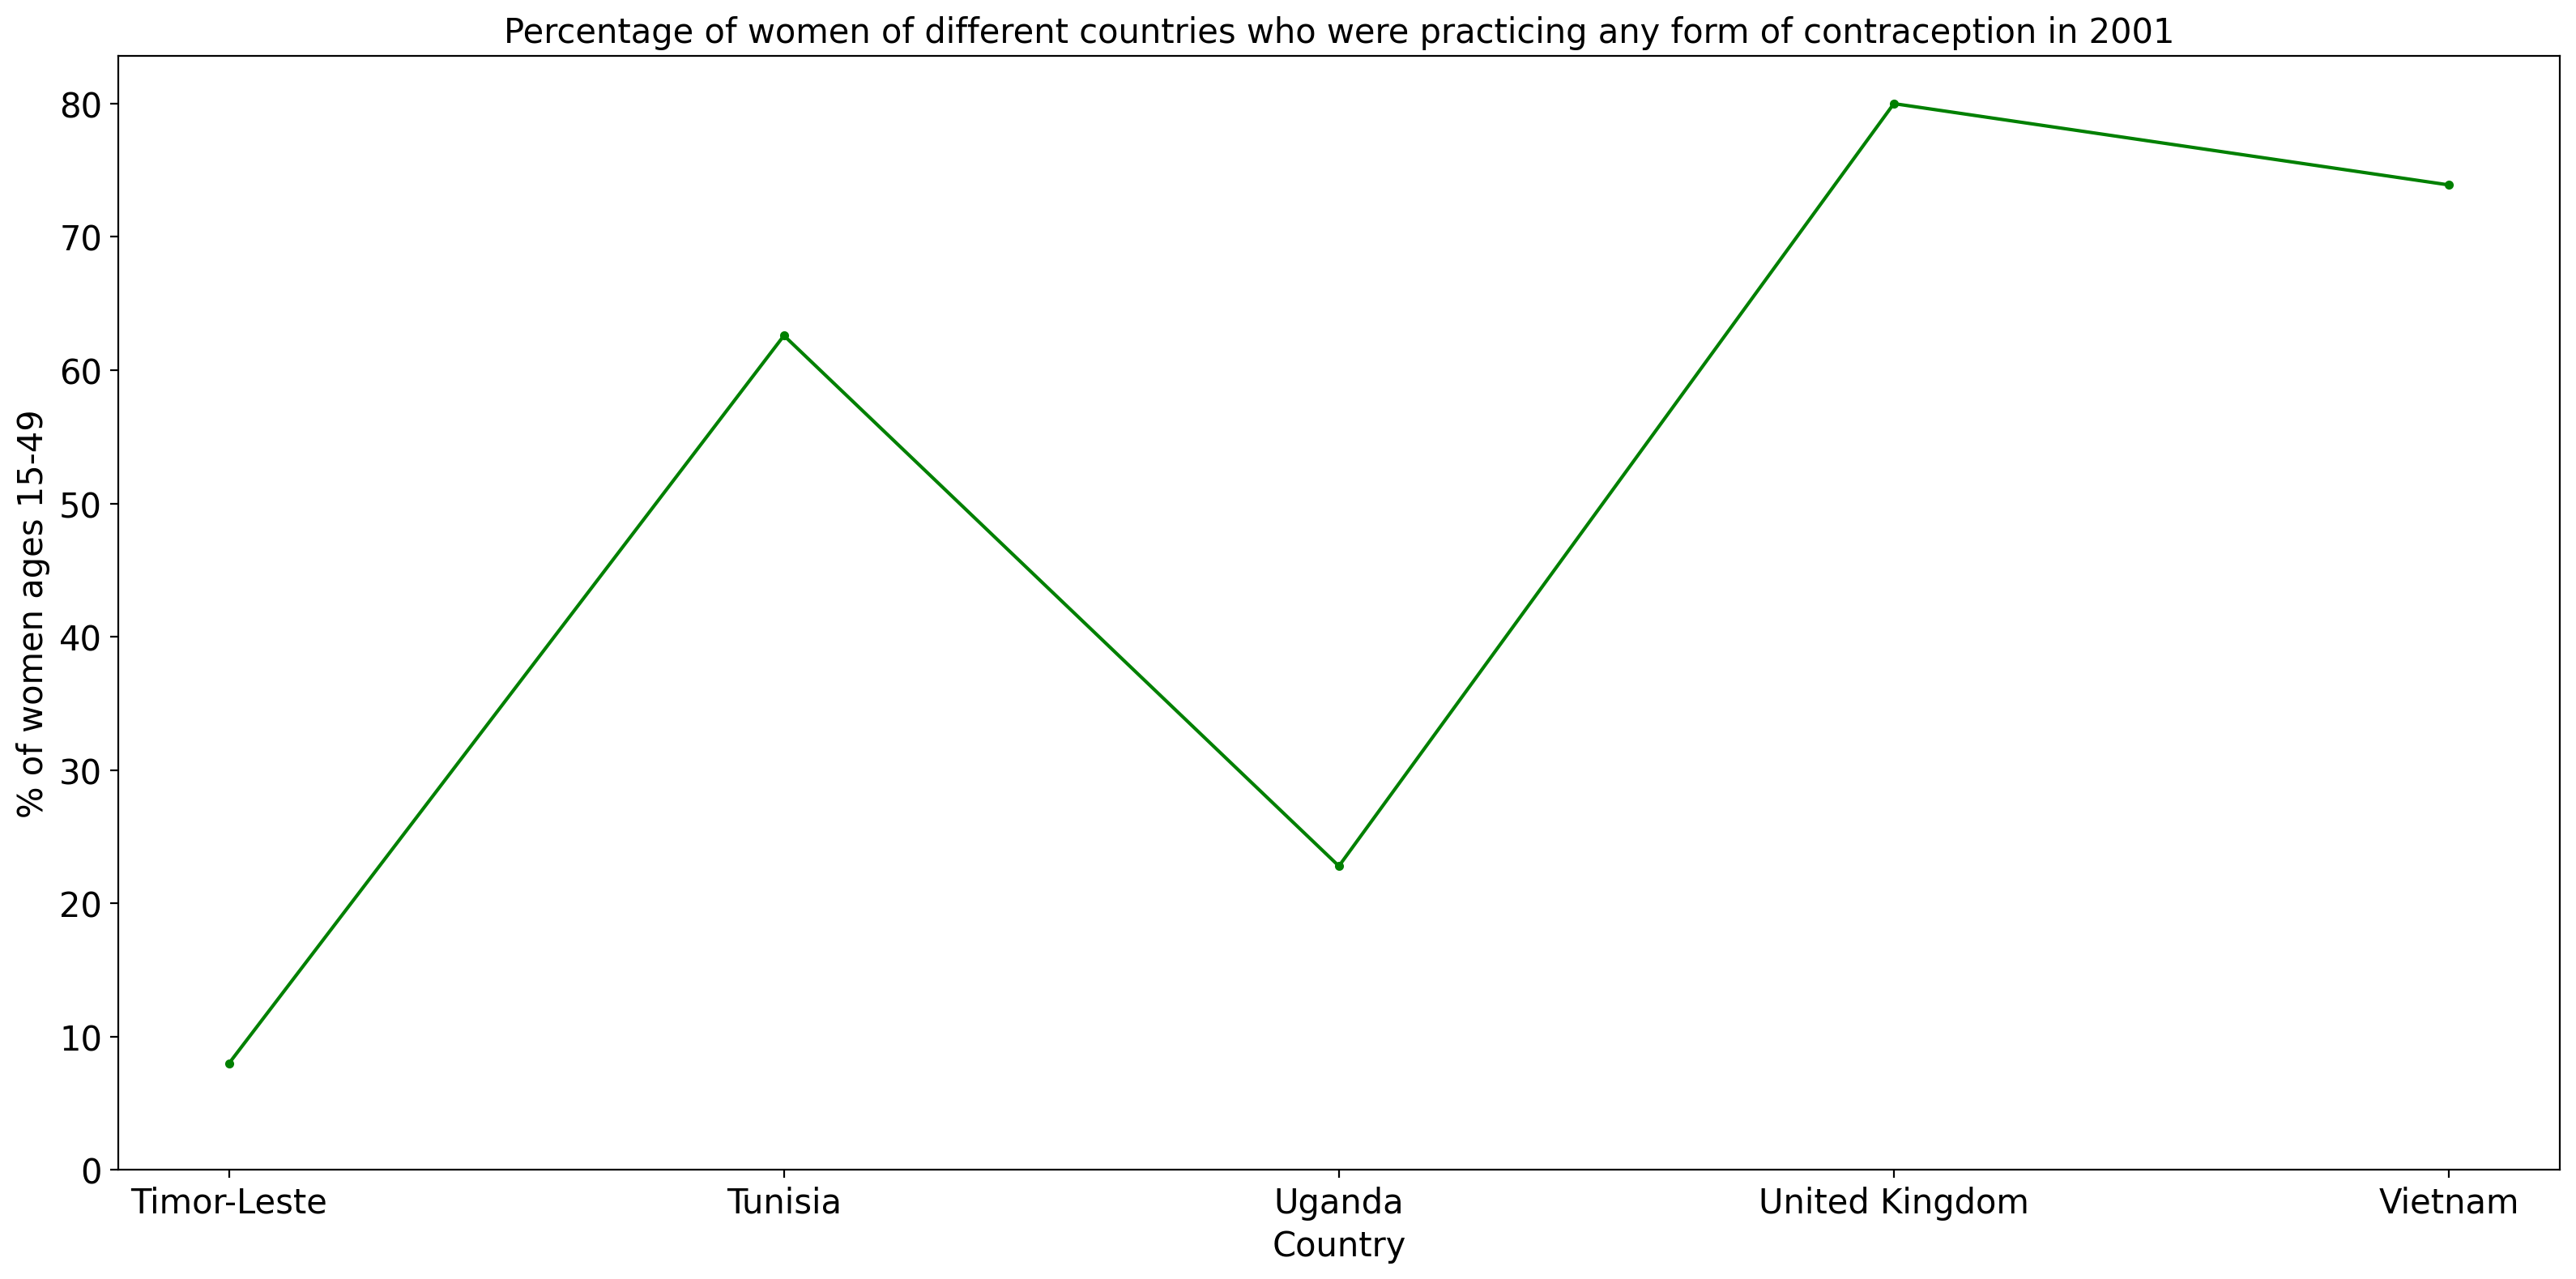 Percentage of women of different countries who were practicing any form of contraception in 2001
80
70
60
50
40
30
20
10
0
% of women ages 15-49
Timor-Leste Tunisia Uganda United Kingdom Vietnam
Country